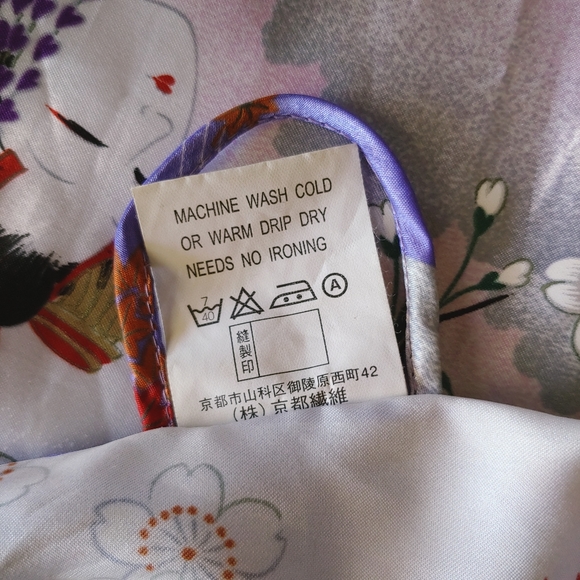 MACHINE WASH COLD
OR WARM DRIP DRY
NEEDS NO IRONING
7
40
A
縫製印
京都市山科区御陵原西町42
(株)京都繊維